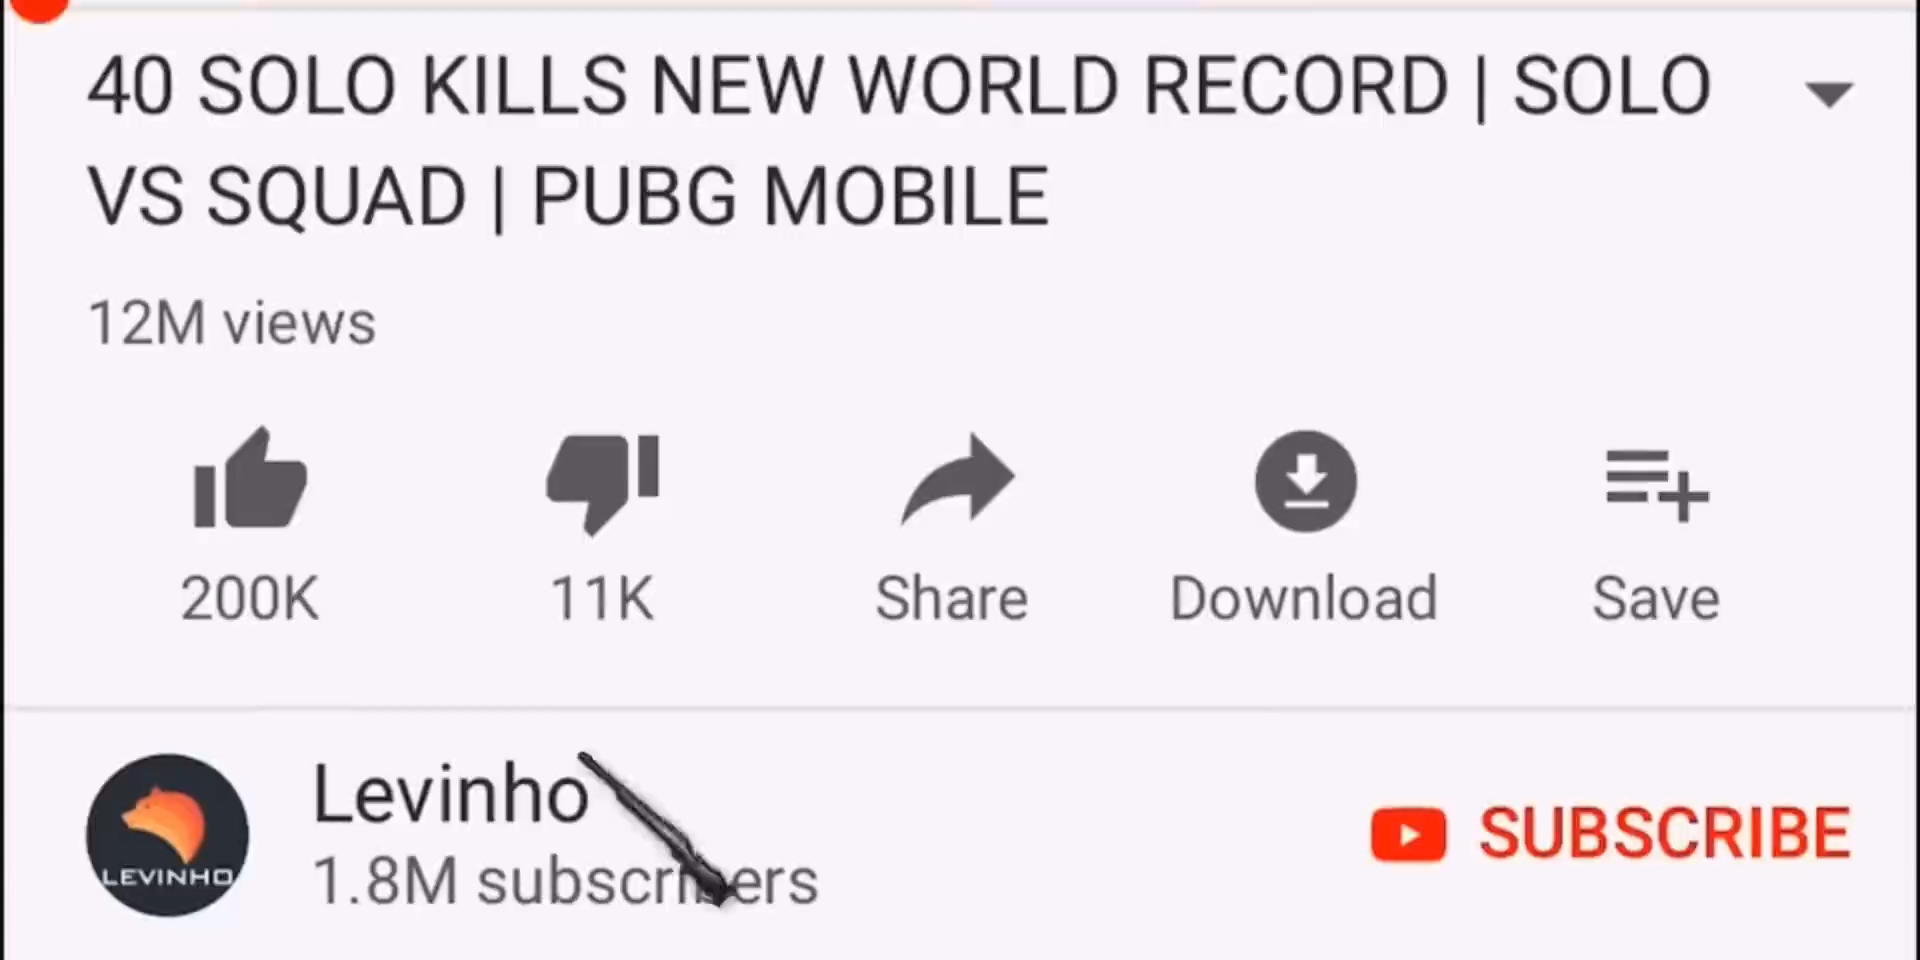 40 SOLO KILLS NEW WORLD RECORD | SOLO
VS SQUAD | PUBG MOBILE
12M views
200K
11K
Share
Download
Save
Levinho
1.8M subscribers
LEVINHO
SUBSCRIBE